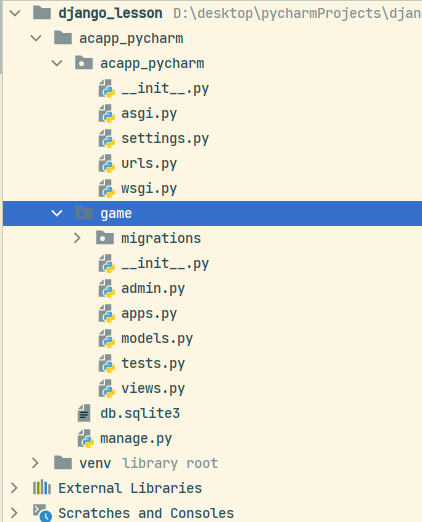 django_lesson D:\desktop\pycharmProjects\djan
acapp_pycharm
acapp_pycharm
__init__.py
asgi.py
settings.py
urls.py
wsgi.py
game
migrations
__init__.py
admin.py
apps.py
models.py
tests.py
views.py
db.sqlite3
manage.py
venv library root
External Libraries
Scratches and Consoles